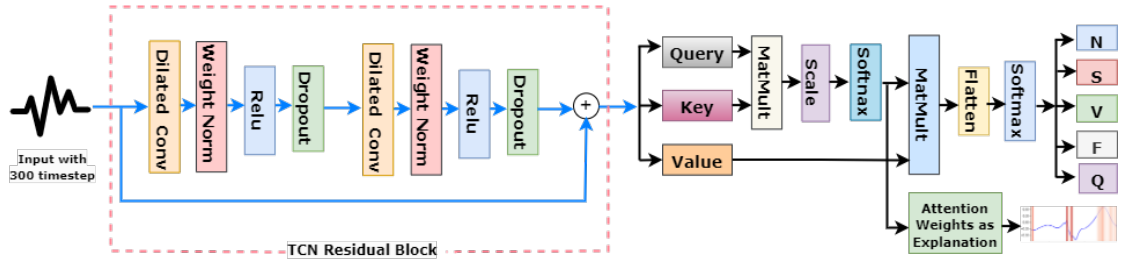 Input with
300 timestep
Dilated Conv
Weight Norm
Relu
Dropout
Dilated Conv
Weight Norm
Relu
Dropout
+
TCN Residual Block
Query
Key
Value
MatMult
Scale
Softmax
MatMult
Flatten
Softmax
N
S
V
F
Q
Attention
Weights as
Explanation